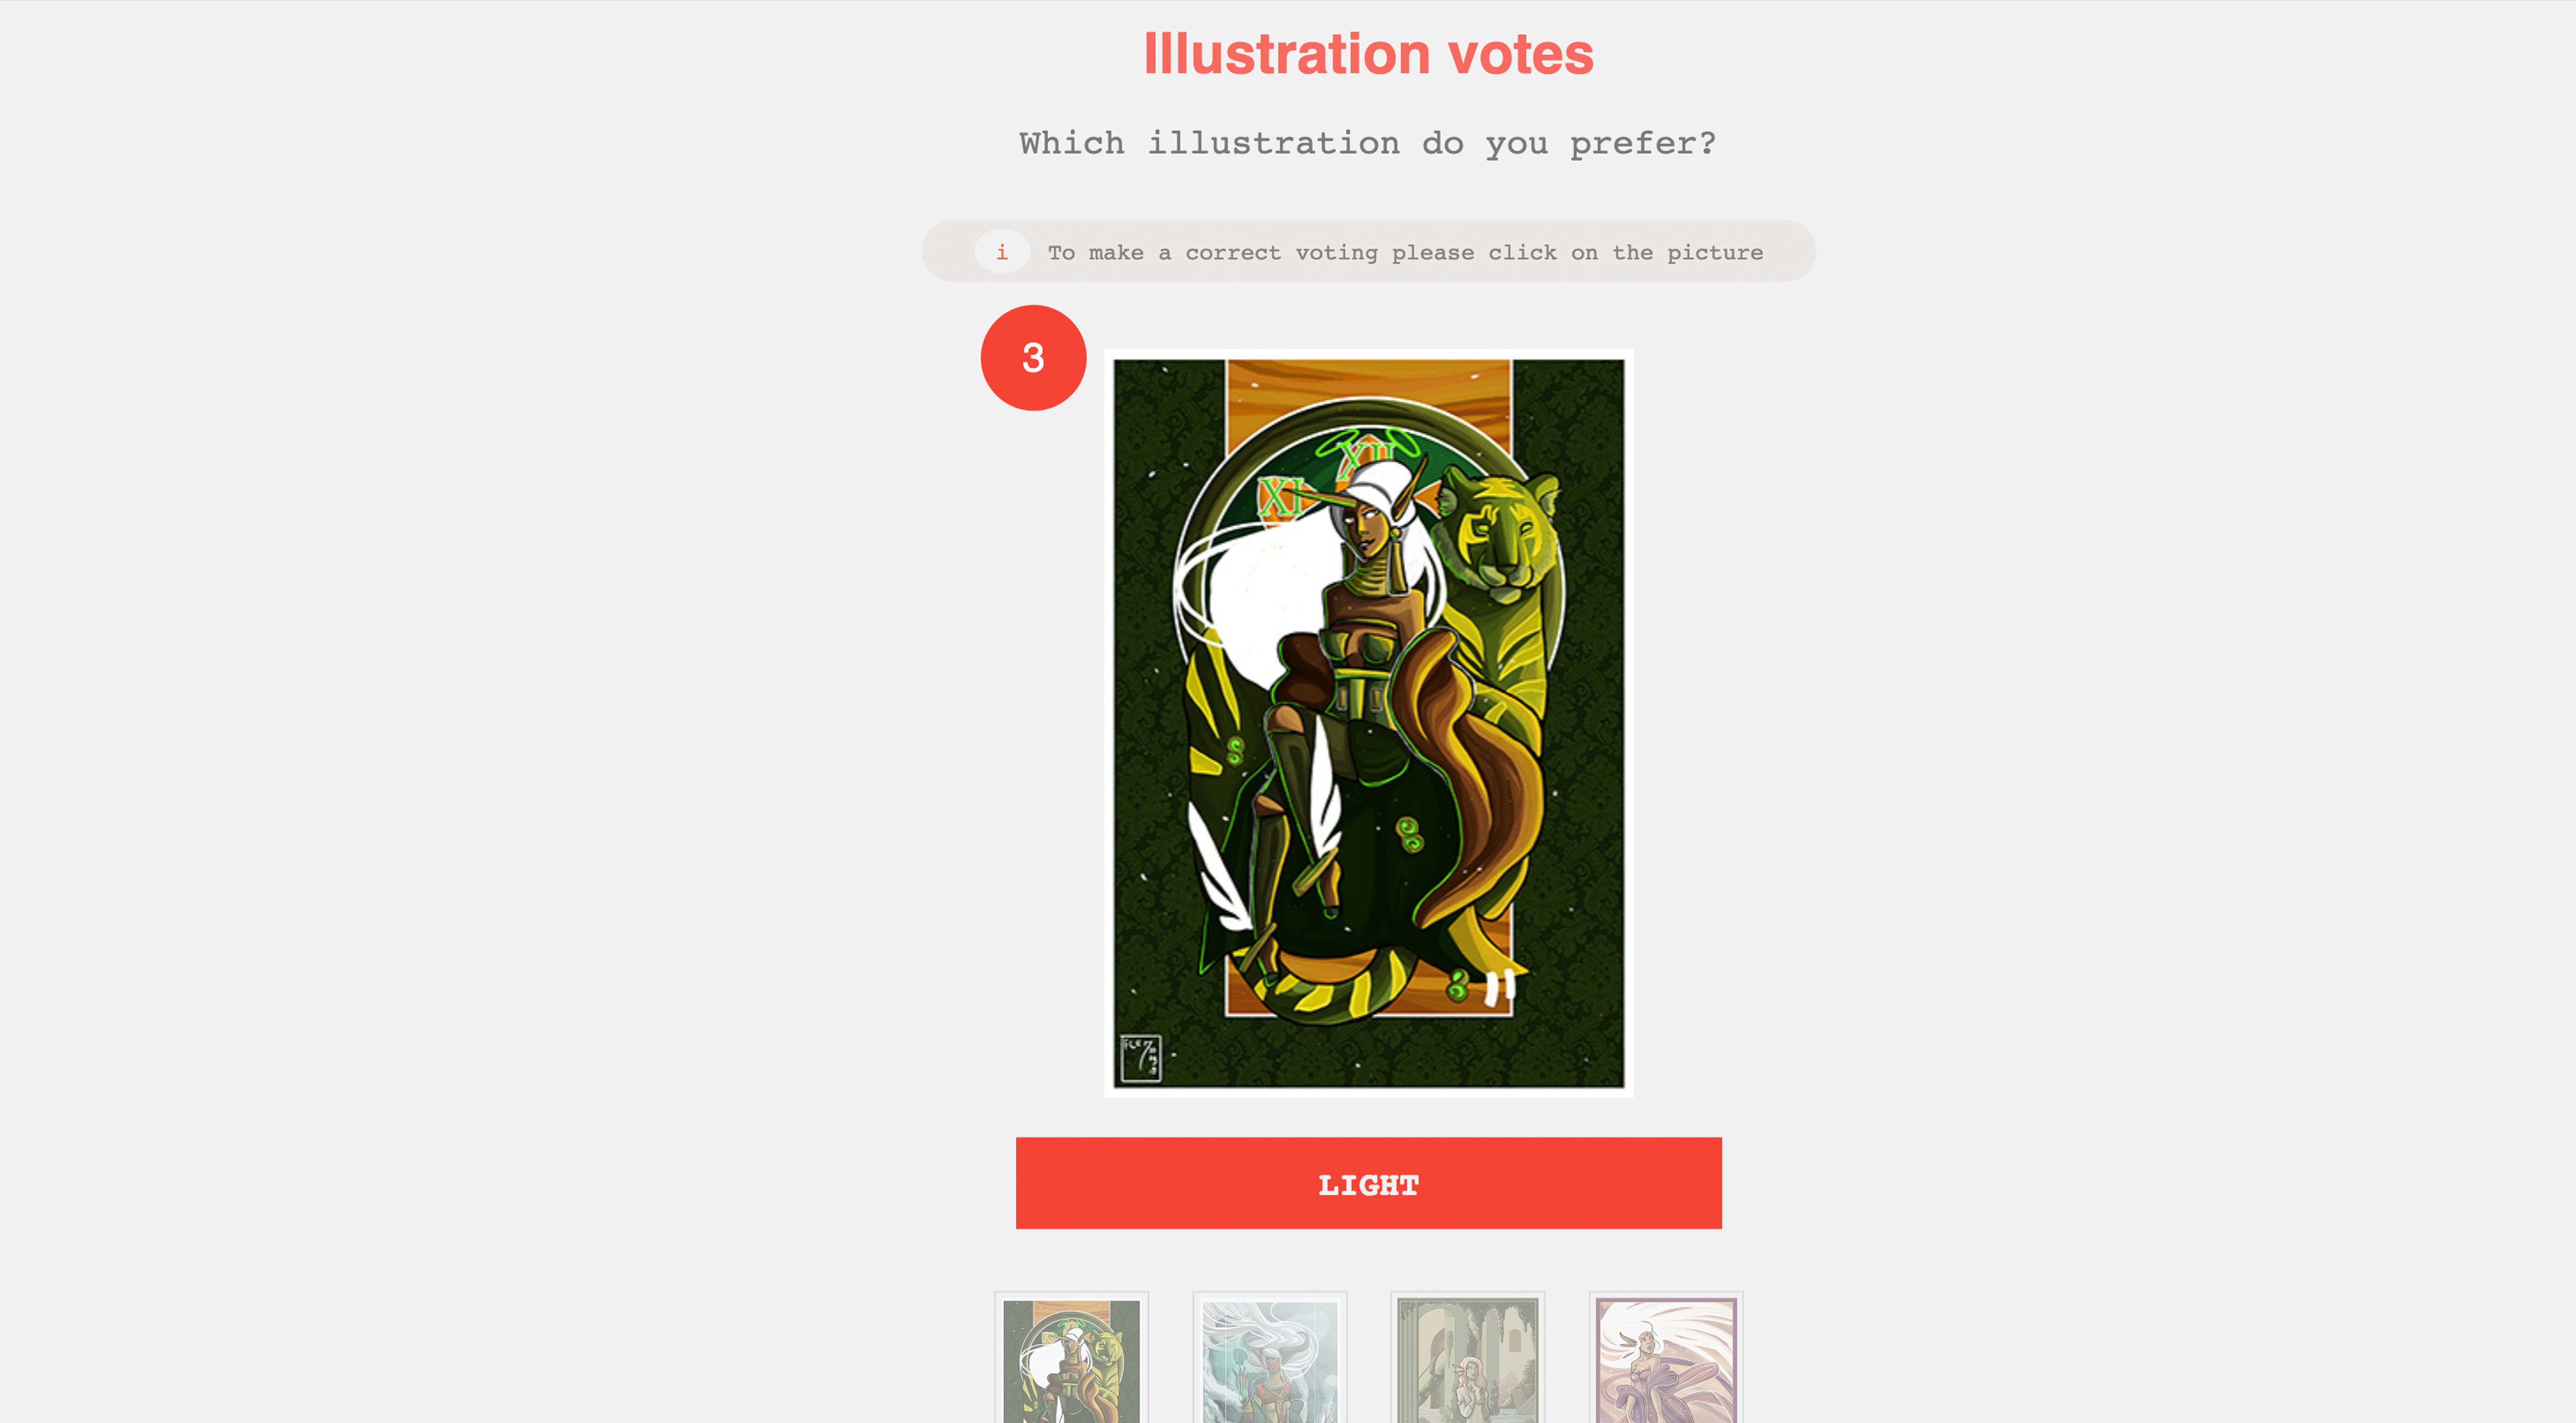 Illustration votes
Which illustration do you prefer?
i To make a correct voting please click on the picture
3
XII
XI
LIGHT